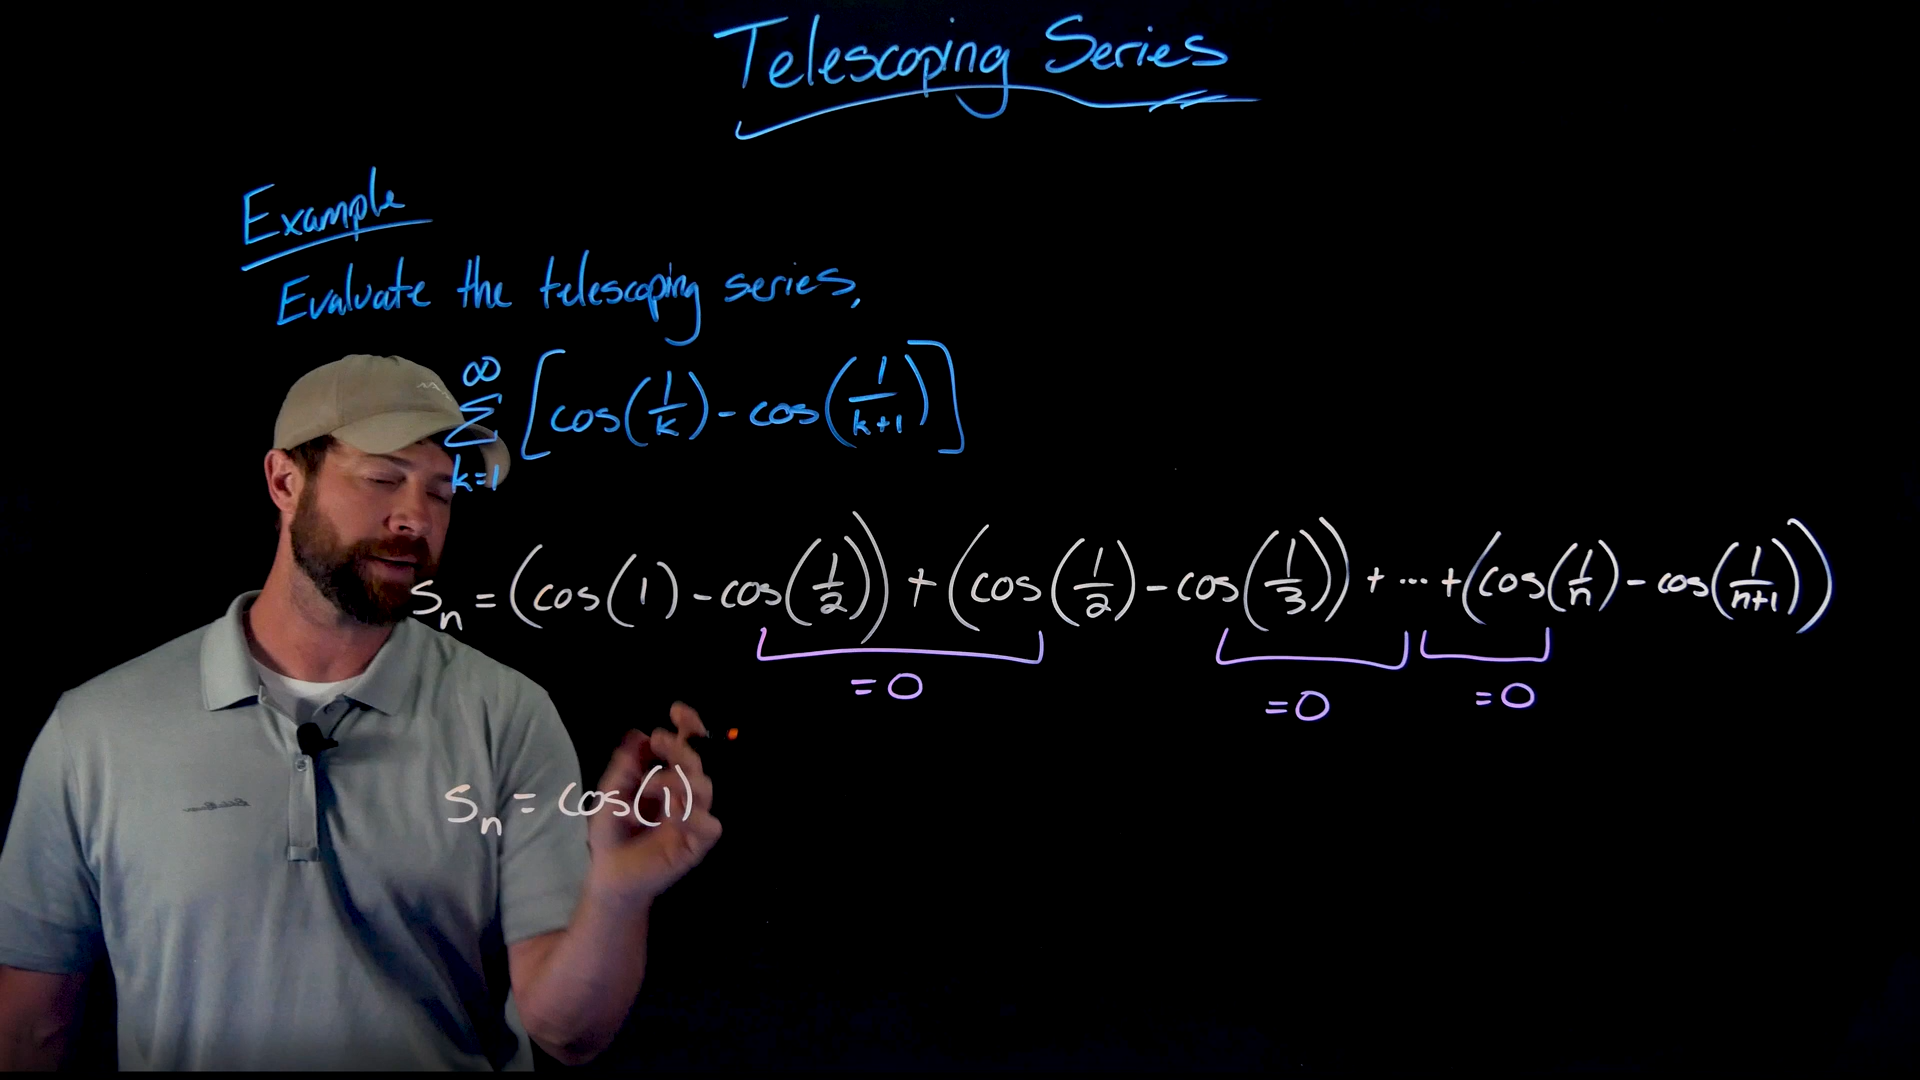 Telescoping Series
Example
Evaluate the telescoping series,
∞
∑ [cos(1/k) - cos(1/(k+1))]
k=1
Sn = (cos(1) - cos(1/2)) + (cos(1/2) - cos(1/3)) + ... + (cos(1/n) - cos(1/(n+1)))
= 0 = 0 = 0
Sn = cos(1)